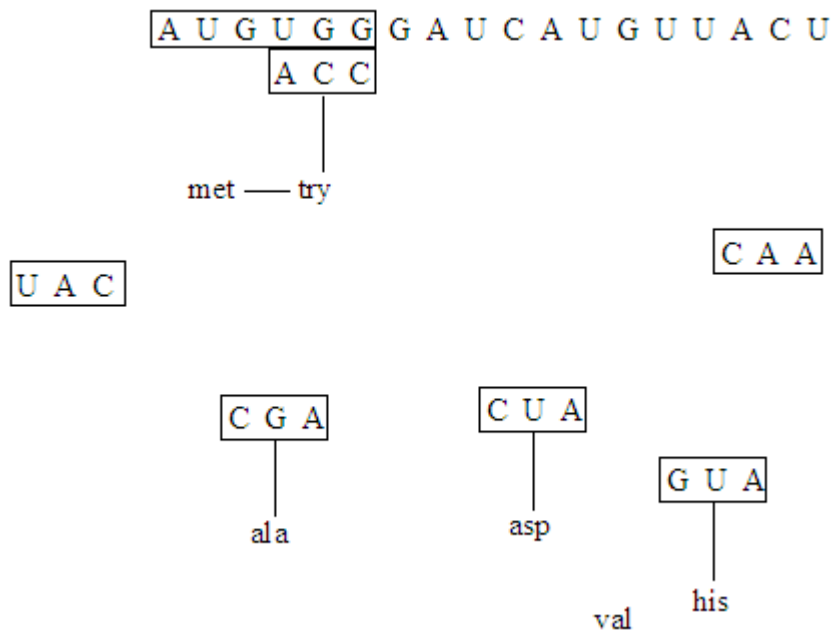 A U G U G G G A U C A U G U U A C U
A C C
met try
C A A
U A C
C G A
C U A
G U A
ala
asp
his
val